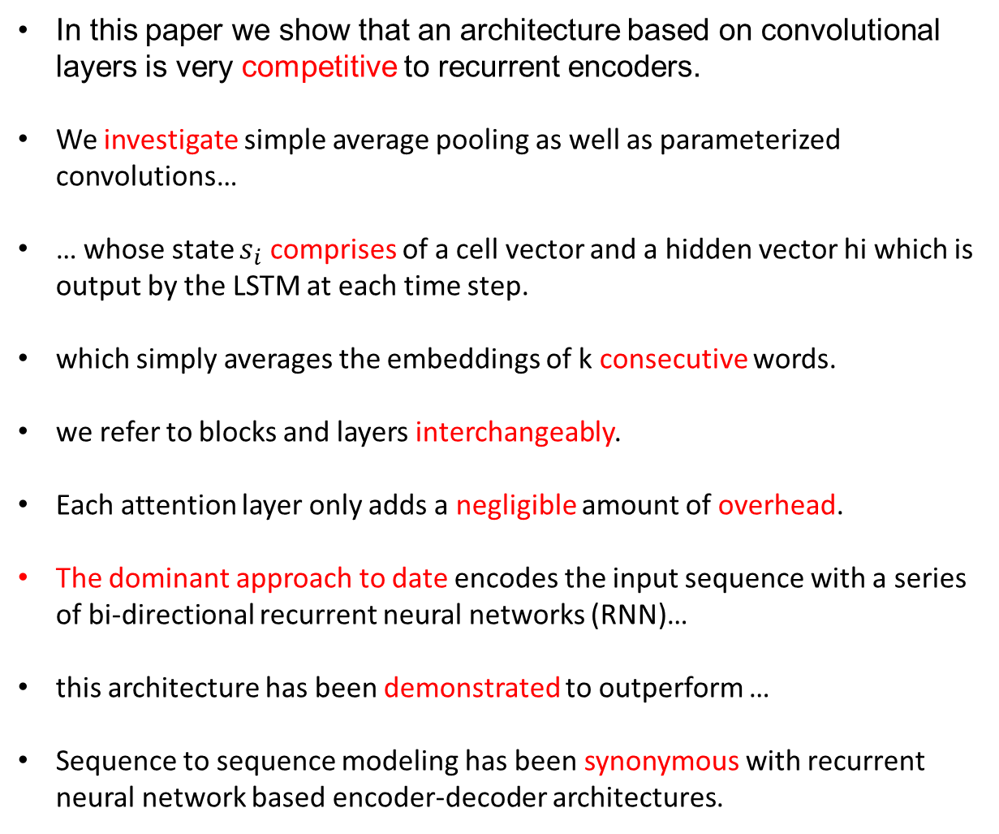 • In this paper we show that an architecture based on convolutional
layers is very competitive to recurrent encoders.
• We investigate simple average pooling as well as parameterized
convolutions…
• … whose state s_i comprises of a cell vector and a hidden vector hi which is
output by the LSTM at each time step.
• which simply averages the embeddings of k consecutive words.
• we refer to blocks and layers interchangeably.
• Each attention layer only adds a negligible amount of overhead.
• The dominant approach to date encodes the input sequence with a series
of bi-directional recurrent neural networks (RNN)…
• this architecture has been demonstrated to outperform …
• Sequence to sequence modeling has been synonymous with recurrent
neural network based encoder-decoder architectures.